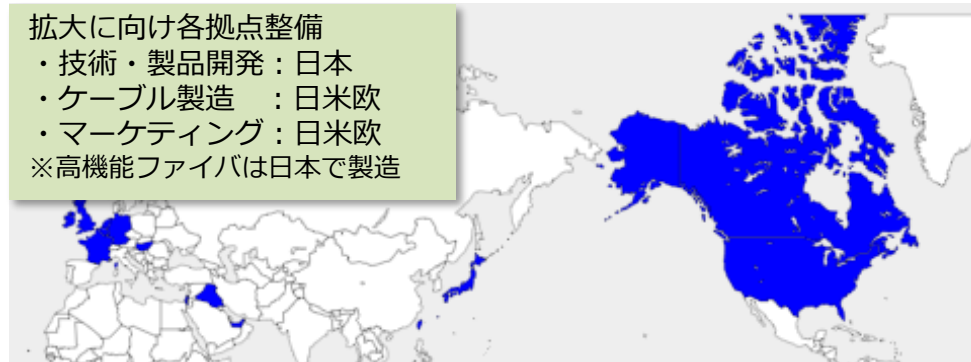 拡大に向け各拠点整備
・技術・製品開発：日本
・ケーブル製造　：日米欧
・マーケティング：日米欧
※高機能ファイバは日本で製造